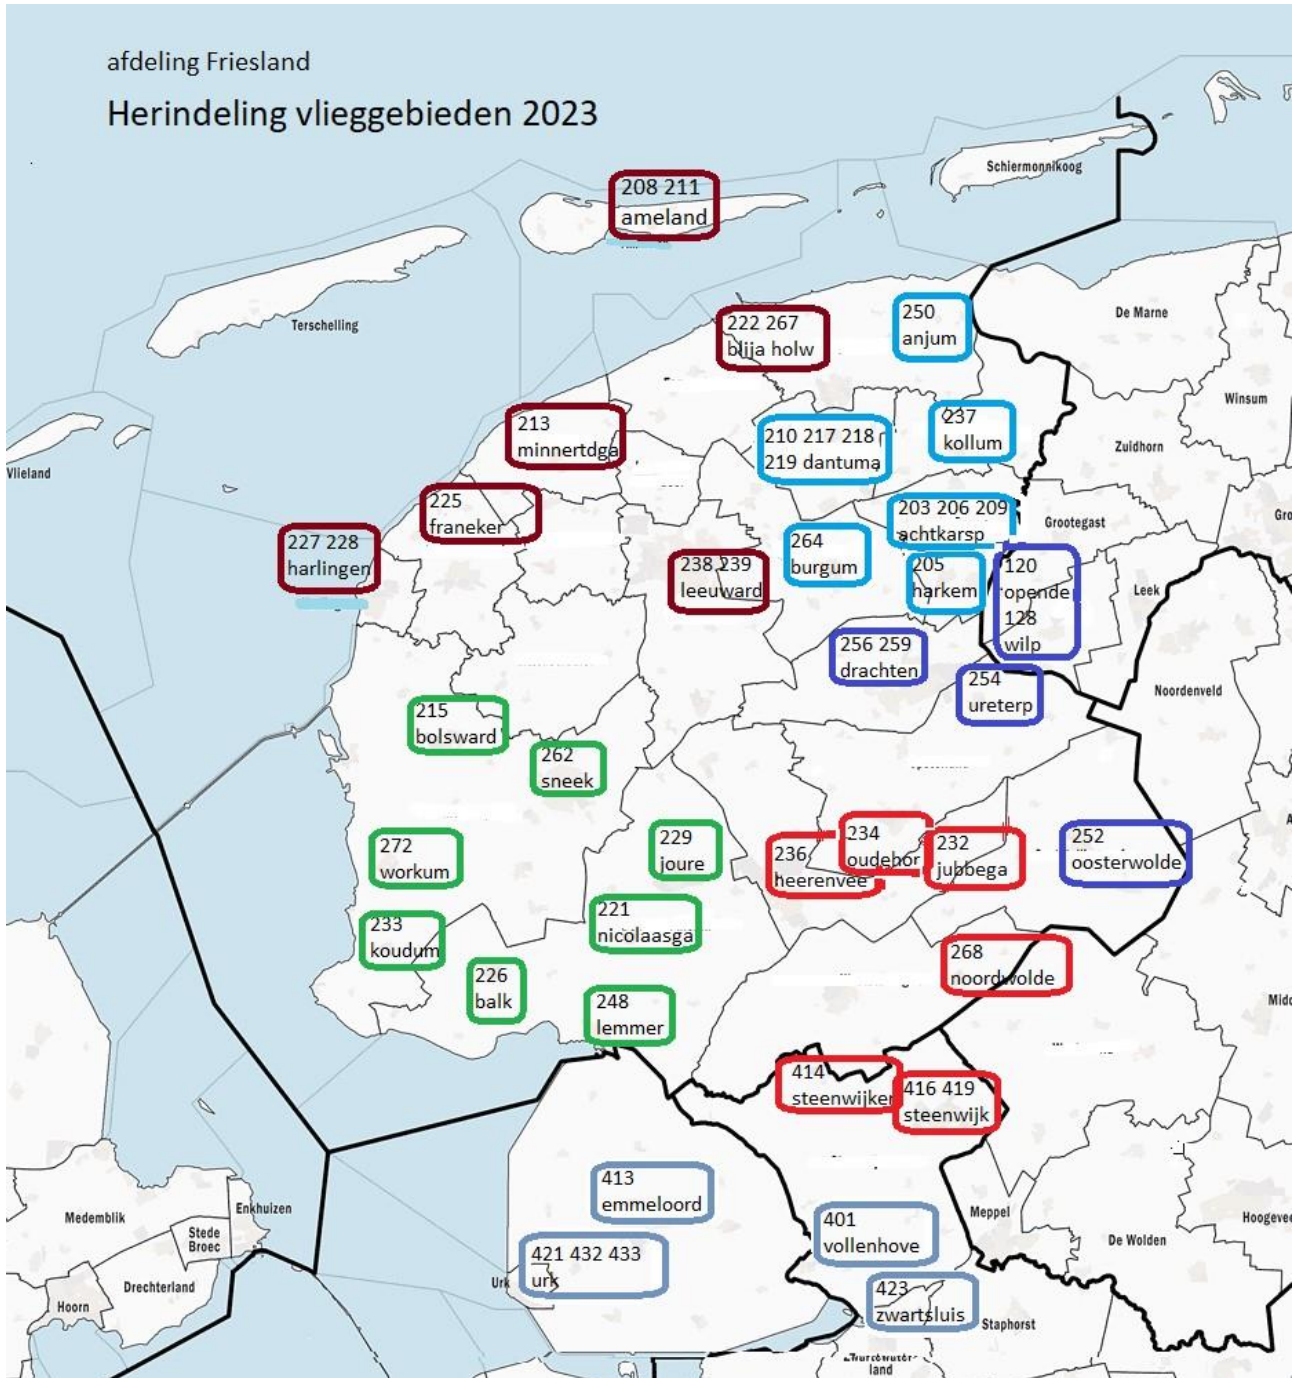 afdeling Friesland
Herindeling vlieggebieden 2023
Schiermonnikoog
208 211
ameland
Terschelling
250
anjum
De Marne
222 267
blija holw
Winsum
213
minnertdga
237
kollum
210 217 218
219 dantuma
Zuidhorn
Vlieland
225
franeker
203 206 209
achtkarsp
Grootegast
Gro
227 228
harlingen
264
burgum
238 239
leeuward
205
harkem
120
opende
128
wilp
Leek
256 259
drachten
254
ureterp
Noordenveld
215
bolsward
262
sneek
229
joure
234
oudehor
232
jubbega
252
oosterwolde
A
272
workum
236
heerenvee
221
nicolaasga
233
koudum
226
balk
268
noordwolde
248
lemmer
Midd
414
steenwijker
416 419
steenwijk
413
emmeloord
Enkhuizen
Medemblik
Stede
Broec
401
vollenhove
Meppel
De Wolden
Hoogeve
421 432 433
urk
Urk
Drechterland
Hoorn
423
zwartsluis
Staphorst
land